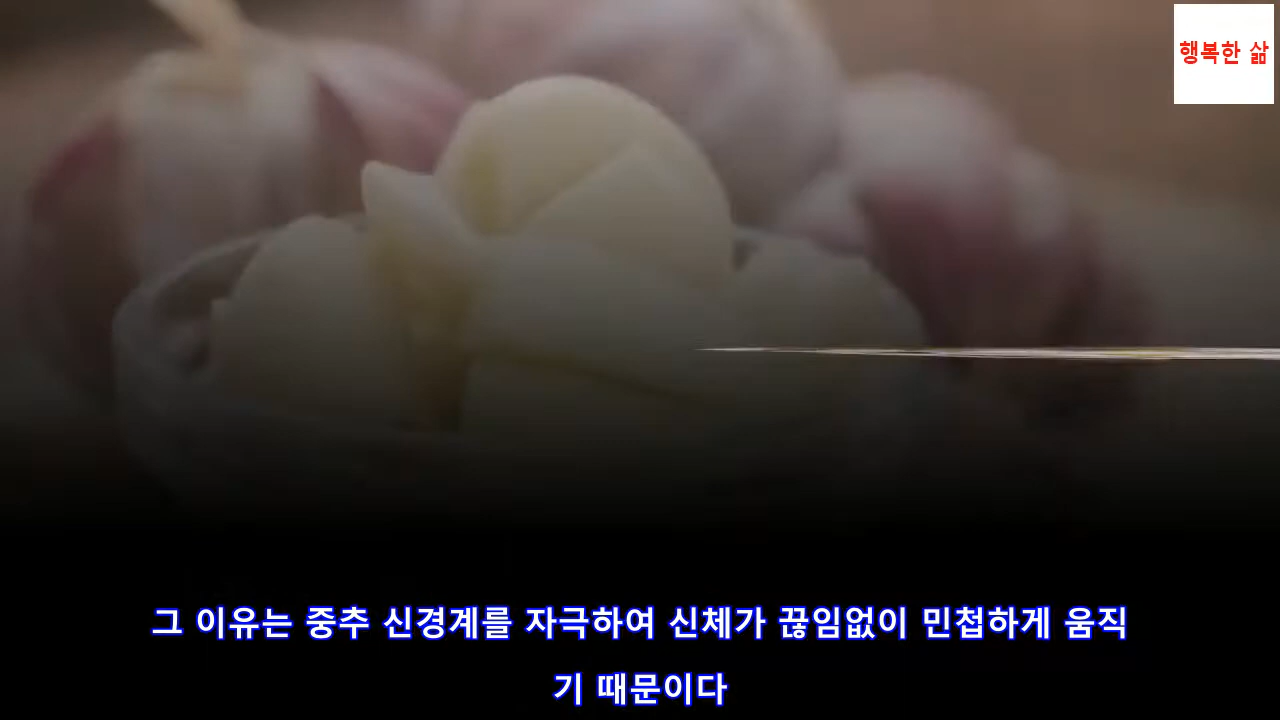 행복한 삶
그 이유는 중추 신경계를 자극하여 신체가 끊임없이 민첩하게 움직
기 때문이다